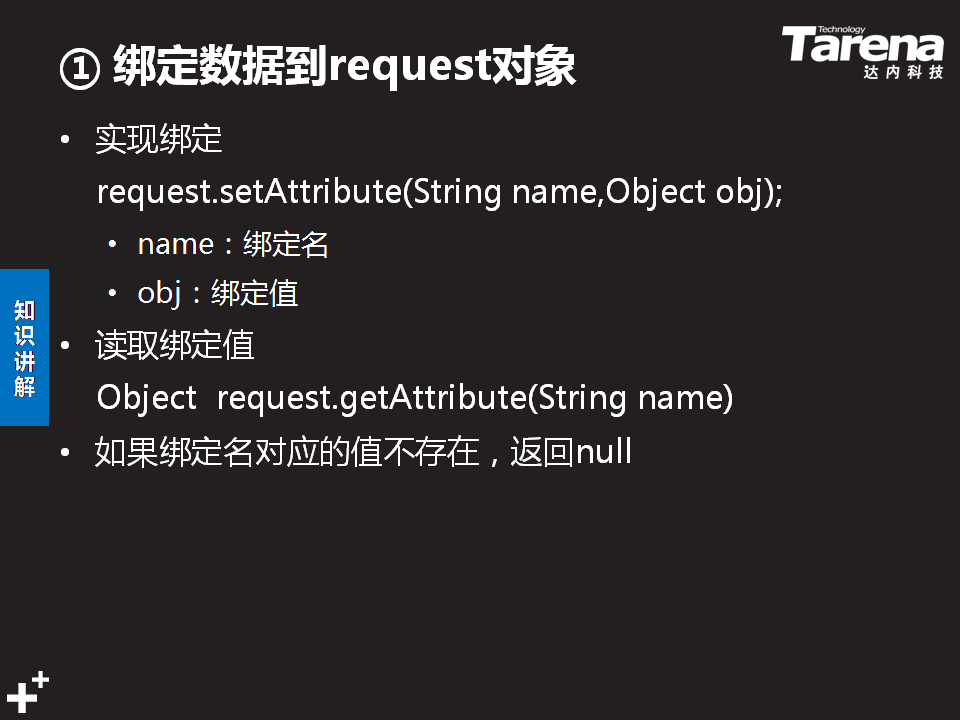 ① 绑定数据到request对象
Technology
Tarena
达内科技
• 实现绑定
request.setAttribute(String name,Object obj);
• name：绑定名
• obj：绑定值
知识讲解
• 读取绑定值
Object  request.getAttribute(String name)
• 如果绑定名对应的值不存在，返回null